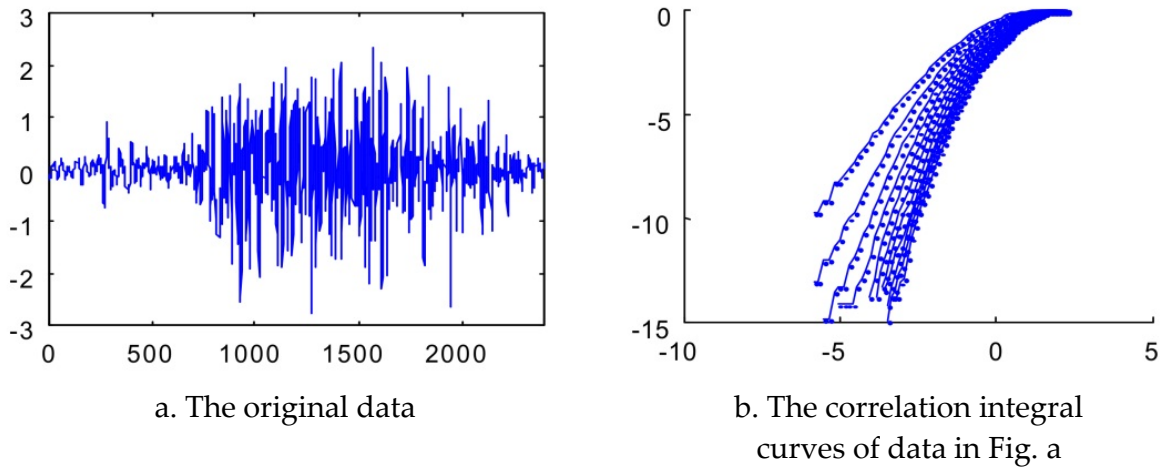 3
2
1
0
-1
-2
-3
0 500 1000 1500 2000
a. The original data
0
-5
-10
-15
-10 -5 0 5
b. The correlation integral
curves of data in Fig. a